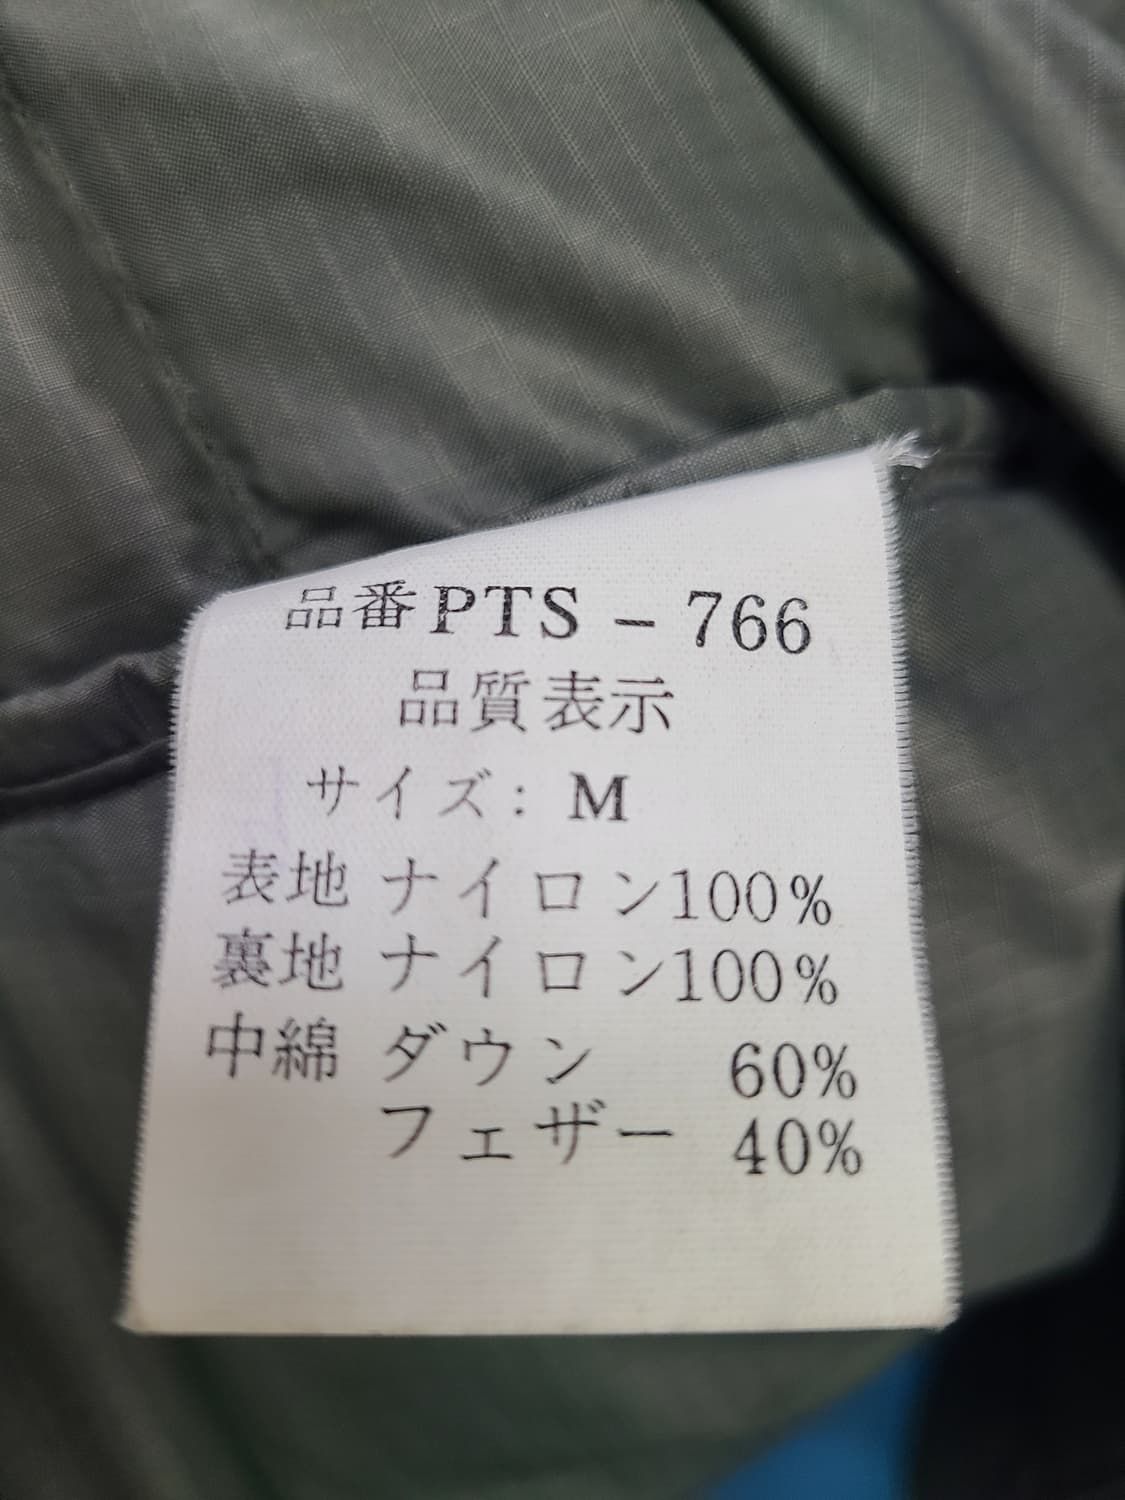 品番PTS－766
品質表示
サイズ: M
表地 ナイロン100%
裏地 ナイロン100%
中綿 ダウン 60%
フェザー 40%